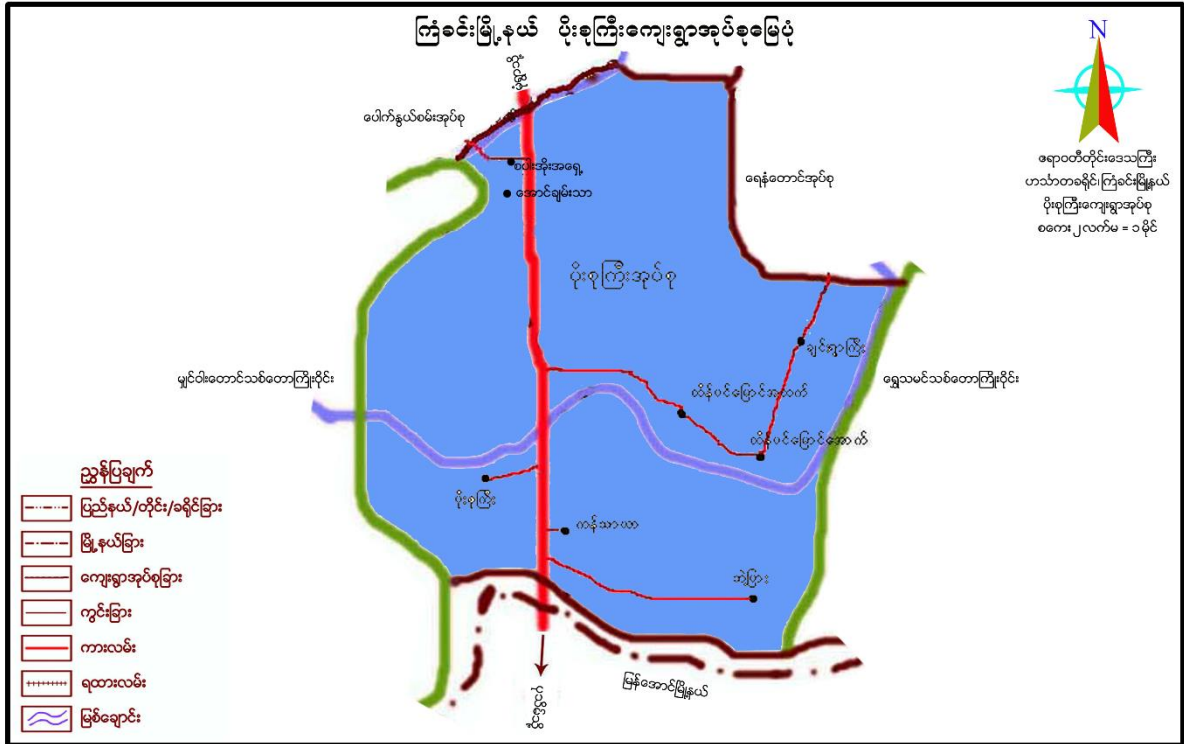 ကြံခင်းမြို့နယ် ပိုးစုကြီးကျေးရွာအုပ်စုမြေပုံ
N
ဧရာဝတီတိုင်းဒေသကြီး
ဟင်္သာတခရိုင်၊ကြံခင်းမြို့နယ်
ပိုးစုကြီးကျေးရွာအုပ်စု
စကေး၂လက်မ = ၁မိုင်
ပေါက်နွယ်စမ်းအုပ်စု
စပါးအိုးအရှေ့
အောင်ချမ်းသာ
ရေနံတောင်အုပ်စု
ပိုးစုကြီးအုပ်စု
ချင်းရွာကြီး
မျှင်ဝါးတောင်သစ်တောကြိုးဝိုင်း
ရွှေသမင်သစ်တောကြိုးဝိုင်း
ထိန်ပင်မြောင်အထက်
ထိန်ပင်မြောင်အောက်
ပိုးစုကြီး
ကန်သာယာ
ဘဲပြား
မြန်အောင်မြို့နယ်
ညွှန်ပြချက်
ပြည်နယ်/တိုင်း/ခရိုင်ခြား
မြို့နယ်ခြား
ကျေးရွာအုပ်စုခြား
ကွင်းခြား
ကားလမ်း
ရထားလမ်း
မြစ်ချောင်း